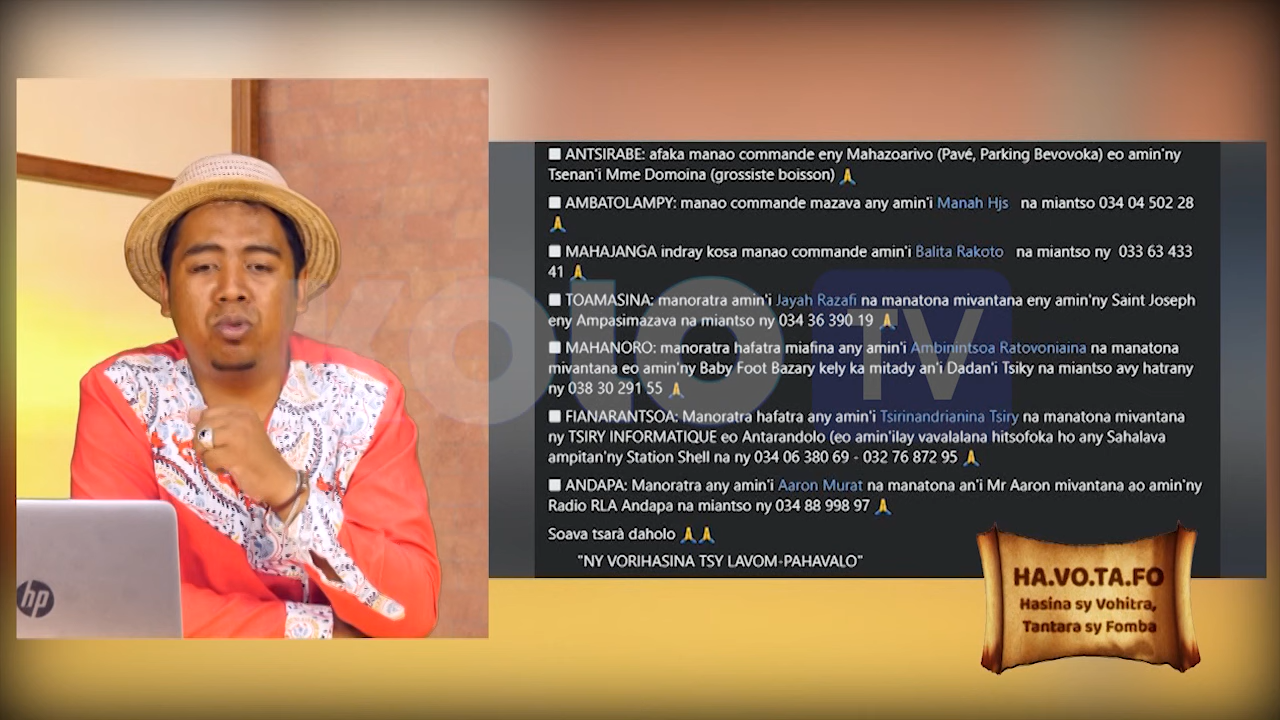 ■ ANTSIRABE: afaka manao commande eny Mahazoarivo (Pavé, Parking Bevovoka) eo amin'ny
Tsenan'i Mme Domoina (grossiste boisson) 🙏
■ AMBATOLAMPY: manao commande mazava any amin'i Manah Hjs na miantso 034 04 502 28
🙏
■ MAHAJANGA indray kosa manao commande amin'i Balita Rakoto na miantso ny 033 63 433
41 🙏
■ TOAMASINA: manoratra amin'i Jayah Razafi na manatona mivantana eny amin'ny Saint Joseph
eny Ampasimazava na miantso ny 034 36 390 19 🙏
■ MAHANORO: manoratra hafatra miafina any amin'i Ambinintsoa Ratovoniaina na manatona
mivantana eo amin'ny Baby Foot Bazary kely ka mitady an'i Dadan'i Tsiky na miantso avy hatrany
ny 038 30 291 55 🙏
■ FIANARANTSOA: Manoratra hafatra any amin'i Tsirinandrianina Tsiry na manatona mivantana
ny TSIRY INFORMATIQUE eo Antarandolo (eo amin'ilay vavalalana hitsofoka ho any Sahalava
ampitan'ny Station Shell na ny 034 06 380 69 - 032 76 872 95 🙏
■ ANDAPA: Manoratra any amin'i Aaron Murat na manatona an'i Mr Aaron mivantana ao amin'ny
Radio RLA Andapa na miantso ny 034 88 998 97 🙏
Soava tsarà daholo 🙏🙏
"NY VORIHASINA TSY LAVOM-PAHAVALO"
kolo TV
hp
HA.VO.TA.FO
Hasina sy Vohitra,
Tantara sy Fomba